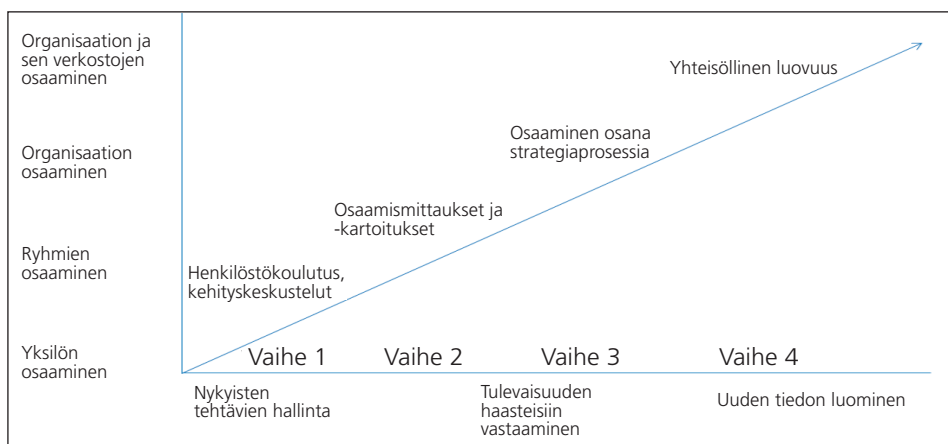 Organisaation ja
sen verkostojen
osaaminen
Organisaation
osaaminen
Ryhmien
osaaminen
Yksilön
osaaminen
Yhteisöllinen luovuus
Osaaminen osana
strategiaprosessia
Osaamismittaukset ja
-kartoitukset
Henkilöstökoulutus,
kehityskeskustelut
Vaihe 1
Vaihe 2
Vaihe 3
Vaihe 4
Nykyisten
tehtävien hallinta
Tulevaisuuden
haasteisiin
vastaaminen
Uuden tiedon luominen